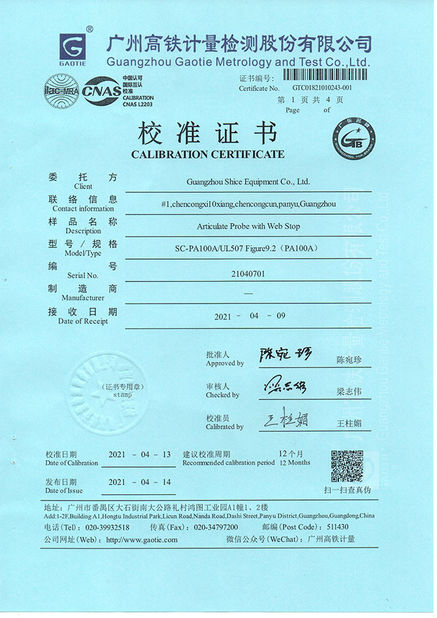 G
GAOTIE
®
广州高铁计量检测股份有限公司
Guangzhou Gaotie Metrology and Test Co.,Ltd.
ilac-MRA
CNAS
中国认可
国际互认
校准
CALIBRATION
CNAS L2203
证书编号:
Certificate No. GTC01821010243-001
第 1 页 共 4 页
Page of
校准证书
CALIBRATION CERTIFICATE
委托方
Client
Guangzhou Shice Equipment Co., Ltd.
联络信息
Contact information
#1,chencongxi10xiang,chencongcun,panyu,Guangzhou
样品名称
Description
Articulate Probe with Web Stop
型号/规格
Model/Type
SC-PA100A/UL507 Figure9.2（PA100A）
编号
Serial No.
21040701
制造商
Manufacturer
—
接收日期
Date of Receipt
2021 - 04 - 09
批准人
Approved by
陈宛珍
陈宛珍
(证书专用章)
stamp
审核人
Checked by
梁志伟
校准员
Calibrated by
王柱媚
王柱媚
校准日期
Date of Calibration
2021 - 04 - 13
建议校准周期
Recommended calibration period
12个月
12 Months
发布日期
Date of Issue
2021 - 04 - 14
扫一扫查真伪
地址: 广州市番禺区大石街南大公路礼村鸿图工业园A1幢1、2楼
Add:1-2F,Building A1,Hongtu Industrial Park,Licun Road,Nanda Road,Dashi Street,Panyu District,Guangzhou,Guangdong,China
电话(Tel): 020-39932518 传真(Fax): 020-34797200 邮编(Post Code): 511430
公司网址(Web): http://www.gaotie.com 微信公众号(WeChat): 广州高铁计量